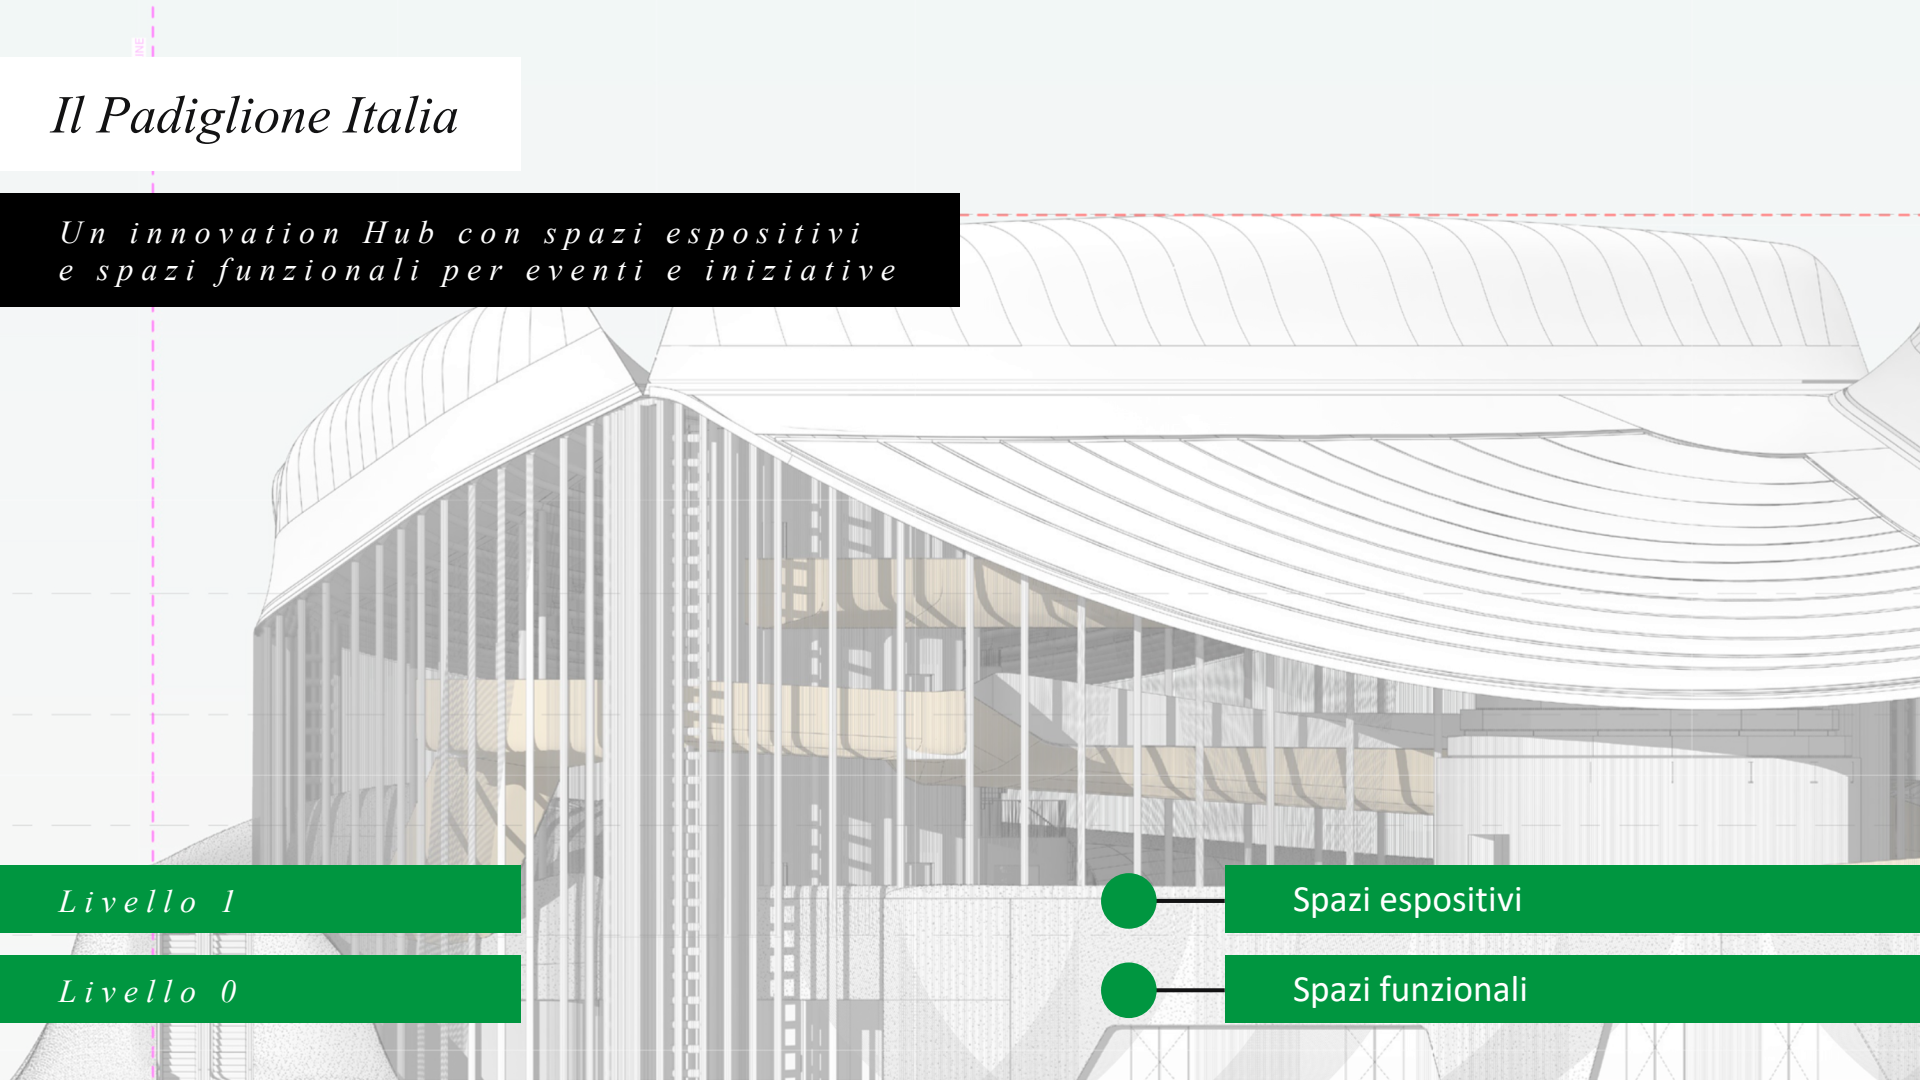 Il Padiglione Italia
Un innovation Hub con spazi espositivi
e spazi funzionali per eventi e iniziative
Livello 1
Spazi espositivi
Livello 0
Spazi funzionali